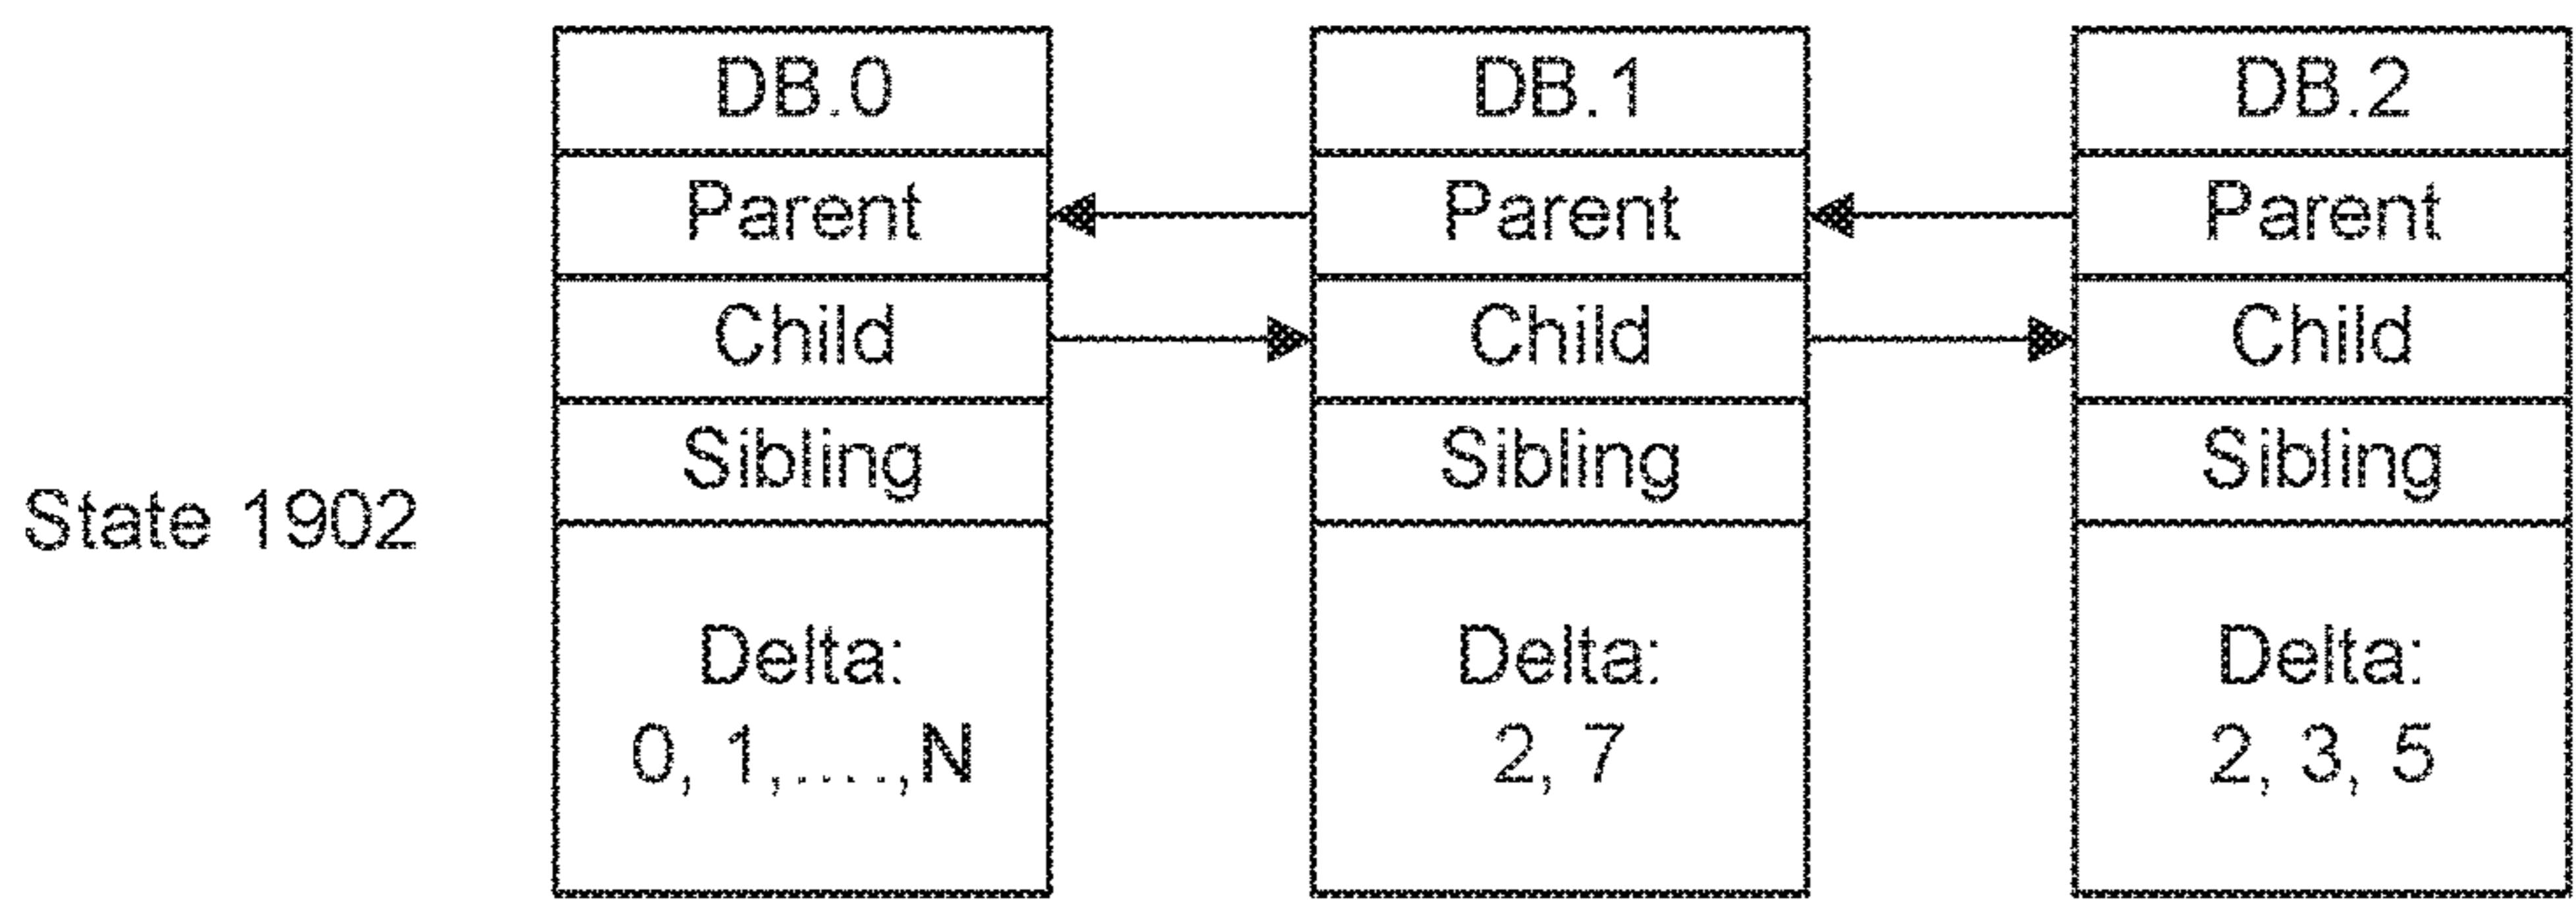 DB.0
Parent
Child
Sibling
Delta:
0, 1,....,N
DB.1
Parent
Child
Sibling
Delta:
2, 7
DB.2
Parent
Child
Sibling
Delta:
2, 3, 5
State 1902